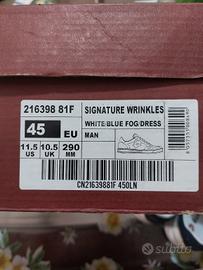 216398 81F
SIGNATURE WRINKLES
45 EU
WHITE/BLUE FOG/DRESS
MAN
11.5 US
10.5 UK
290 MM
CN21639881F 450LN
subito